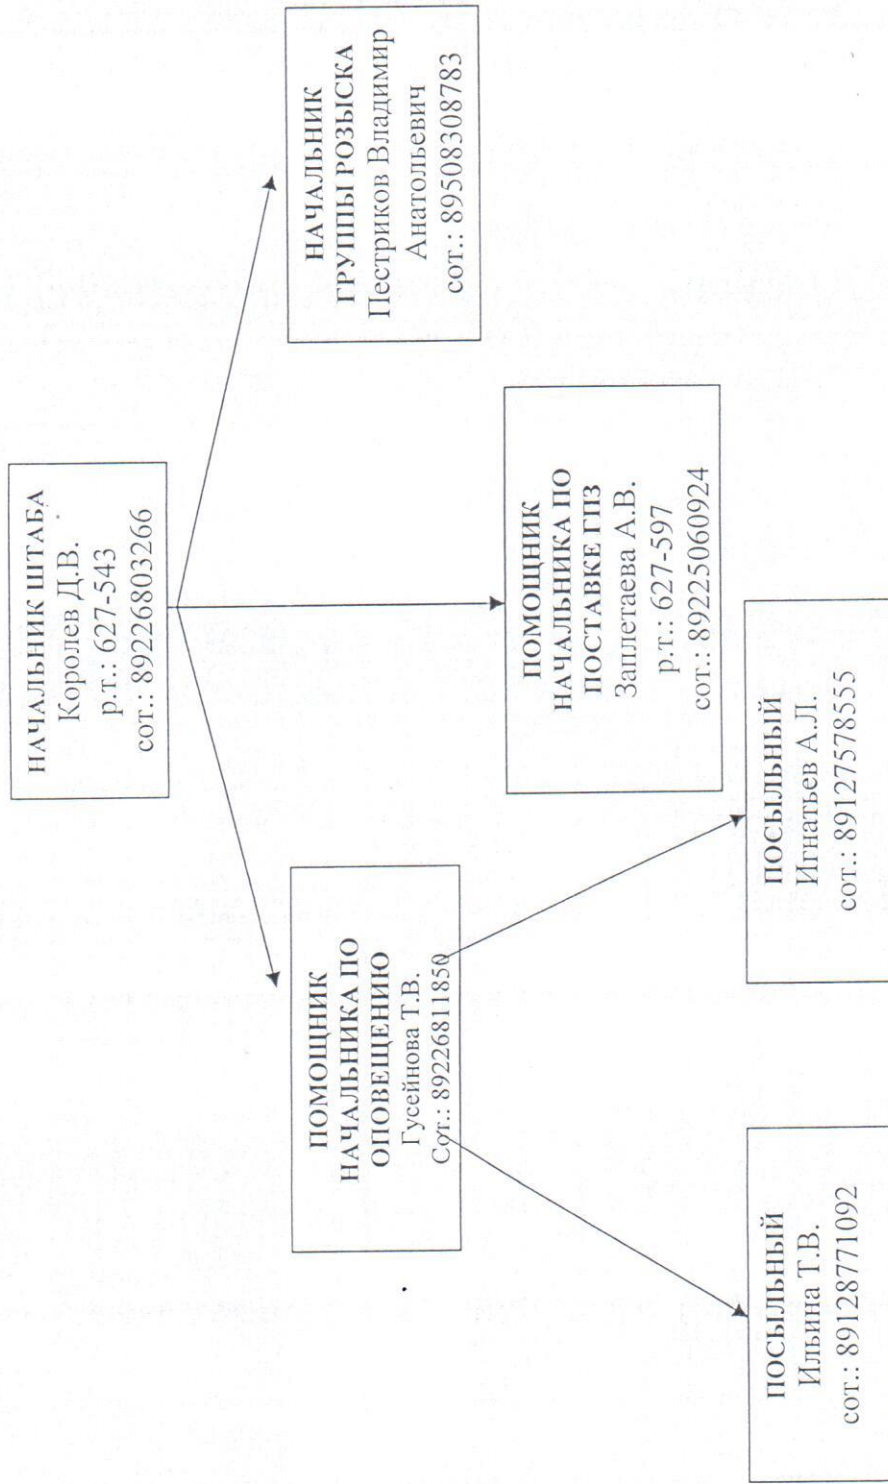 НАЧАЛЬНИК ШТАБА
Королев Д.В.
р.т.: 627-543
сот.: 89226803266
ПОМОЩНИК
НАЧАЛЬНИКА ПО
ОПОВЕЩЕНИЮ
Гусейнова Т.В.
Сот.: 89226811850
НАЧАЛЬНИК
ГРУППЫ РОЗЫСКА
Пестриков Владимир
Анатольевич
сот.: 89508308783
ПОМОЩНИК
НАЧАЛЬНИКА ПО
ПОСТАВКЕ ГПЗ
Заплетаева А.В.
р.т.: 627-597
сот.: 89225060924
ПОСЫЛЬНЫЙ
Ильина Т.В.
сот.: 89128771092
ПОСЫЛЬНЫЙ
Игнатьев А.Л.
сот.: 89127578555